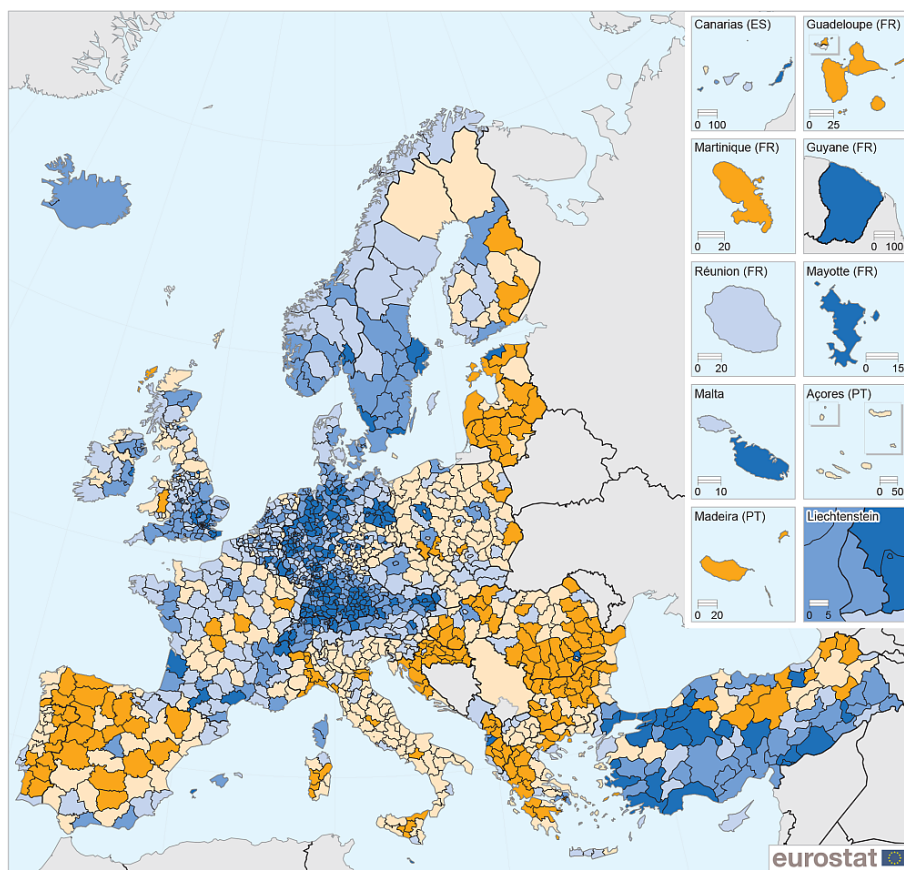 Canarias (ES)
0 100
Guadeloupe (FR)
0 25
Martinique (FR)
0 20
Guyane (FR)
0 100
Réunion (FR)
0 20
Mayotte (FR)
0 15
Malta
0 10
Açores (PT)
0 50
Madeira (PT)
0 20
Liechtenstein
0 5
eurostat